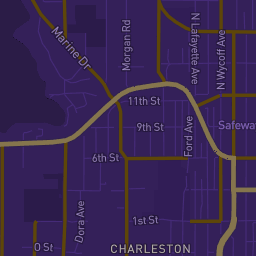 Marine Dr
Morgan Rd
N Lafayette Ave
N Wycoff Ave
11th St
9th St
Ford Ave
Safeway
6th St
Dora Ave
1st St
O St
CHARLESTON